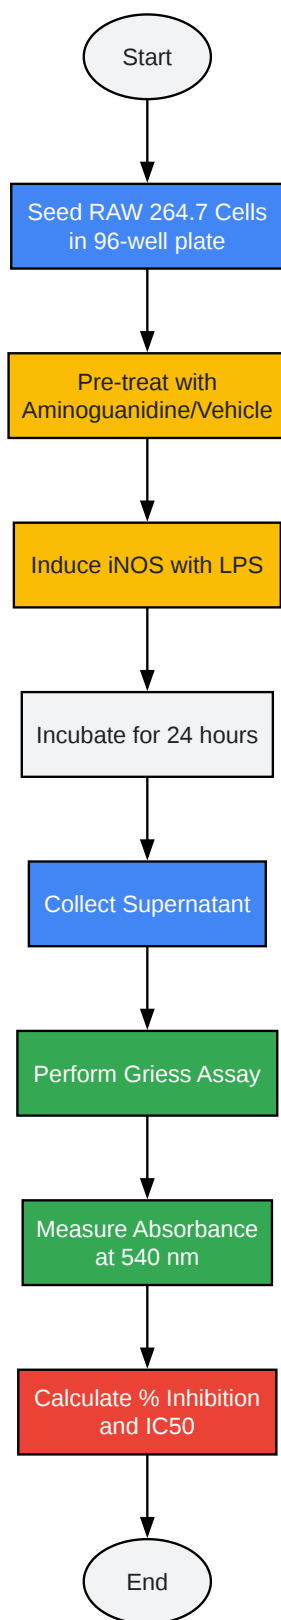 Start
Seed RAW 264.7 Cells
in 96-well plate
Pre-treat with
Aminoguanidine/Vehicle
Induce iNOS with LPS
Incubate for 24 hours
Collect Supernatant
Perform Griess Assay
Measure Absorbance
at 540 nm
Calculate % Inhibition
and IC50
End